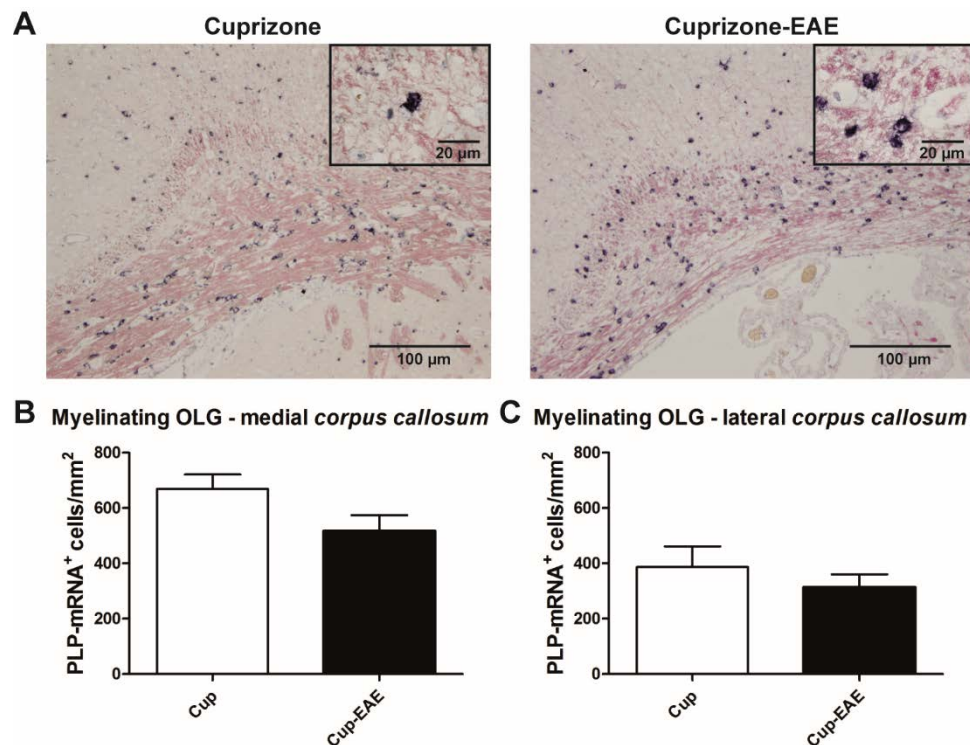 A
Cuprizone
Cuprizone-EAE
20 µm
20 µm
100 µm
100 µm
B Myelinating OLG - medial corpus callosum
PLP-mRNA+ cells/mm²
800
600
400
200
0
Cup
Cup-EAE
C Myelinating OLG - lateral corpus callosum
PLP-mRNA+ cells/mm²
800
600
400
200
0
Cup
Cup-EAE